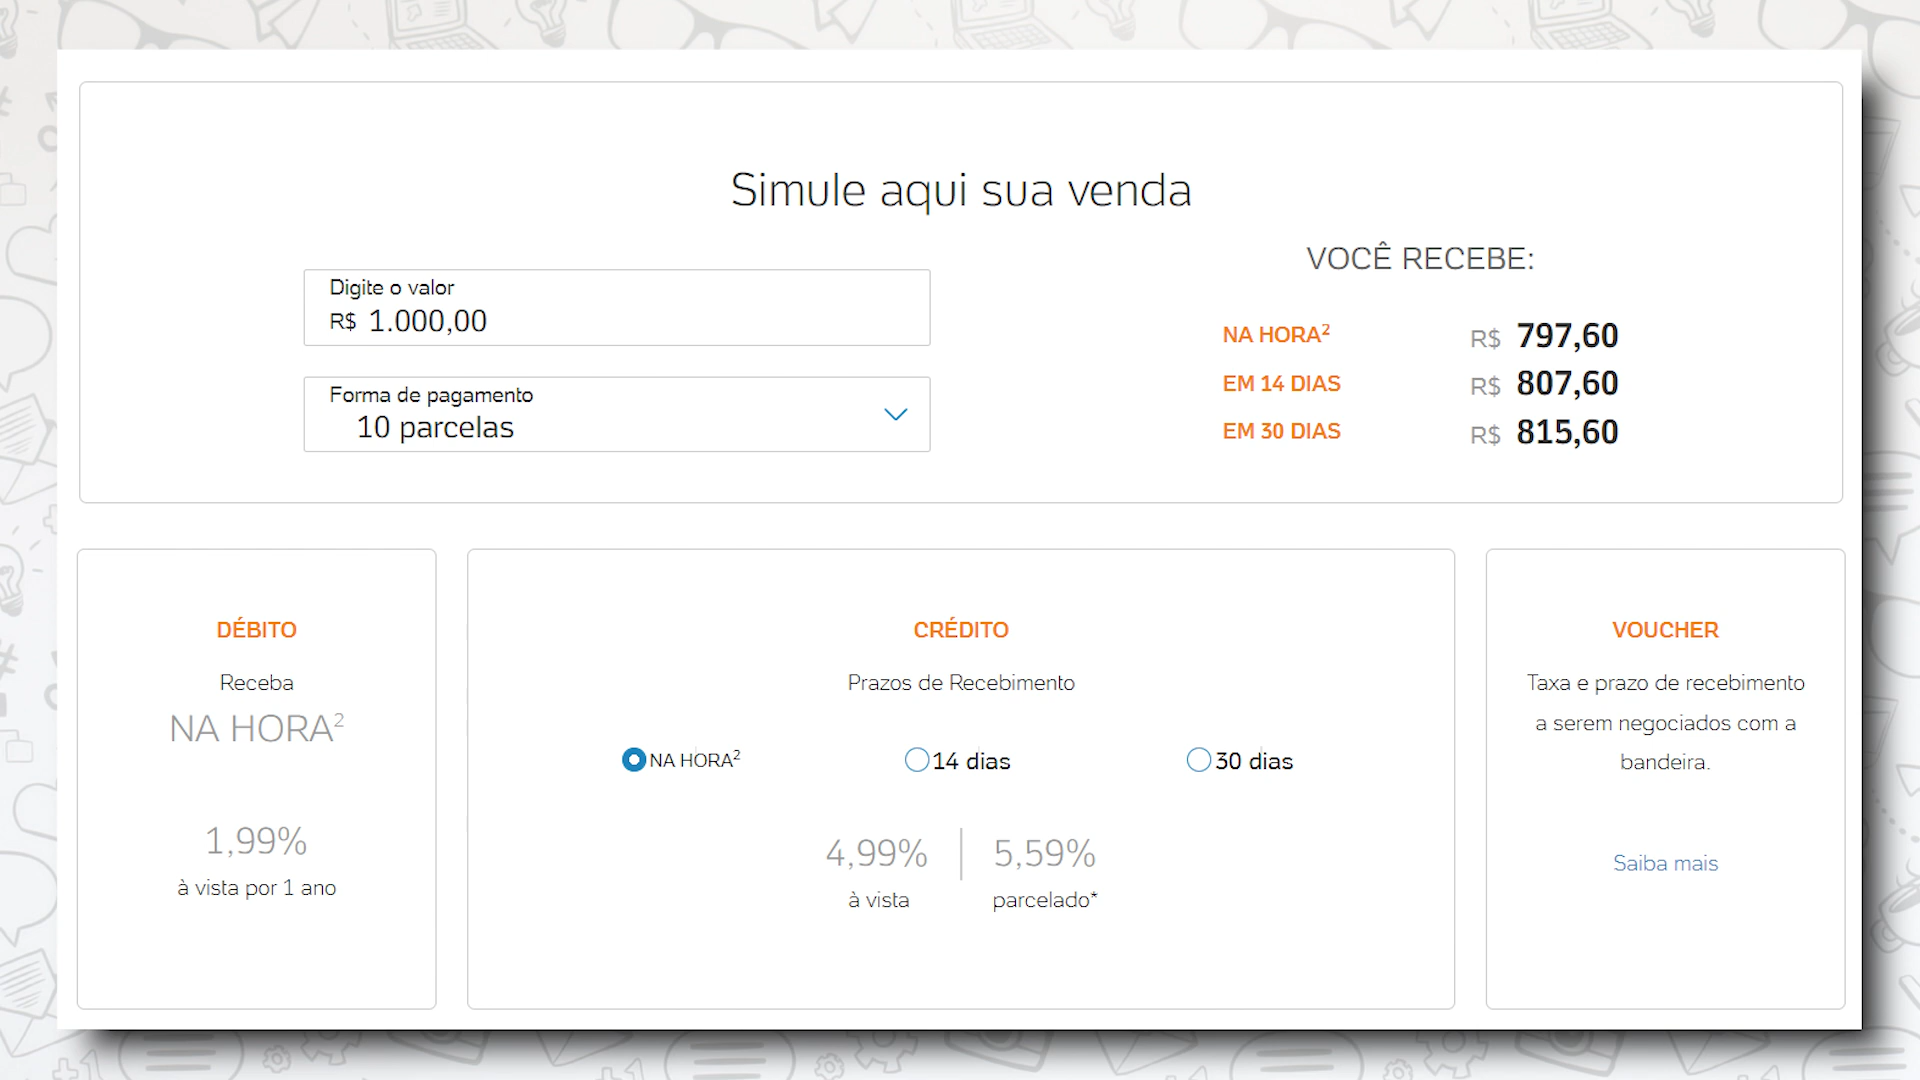 Simule aqui sua venda
Digite o valor
R$ 1.000,00
Forma de pagamento
10 parcelas
VOCÊ RECEBE:
NA HORA² R$ 797,60
EM 14 DIAS R$ 807,60
EM 30 DIAS R$ 815,60
DÉBITO
Receba
NA HORA²
1,99%
à vista por 1 ano
CRÉDITO
Prazos de Recebimento
NA HORA² 14 dias 30 dias
4,99% 5,59%
à vista parcelado*
VOUCHER
Taxa e prazo de recebimento
a serem negociados com a
bandeira.
Saiba mais